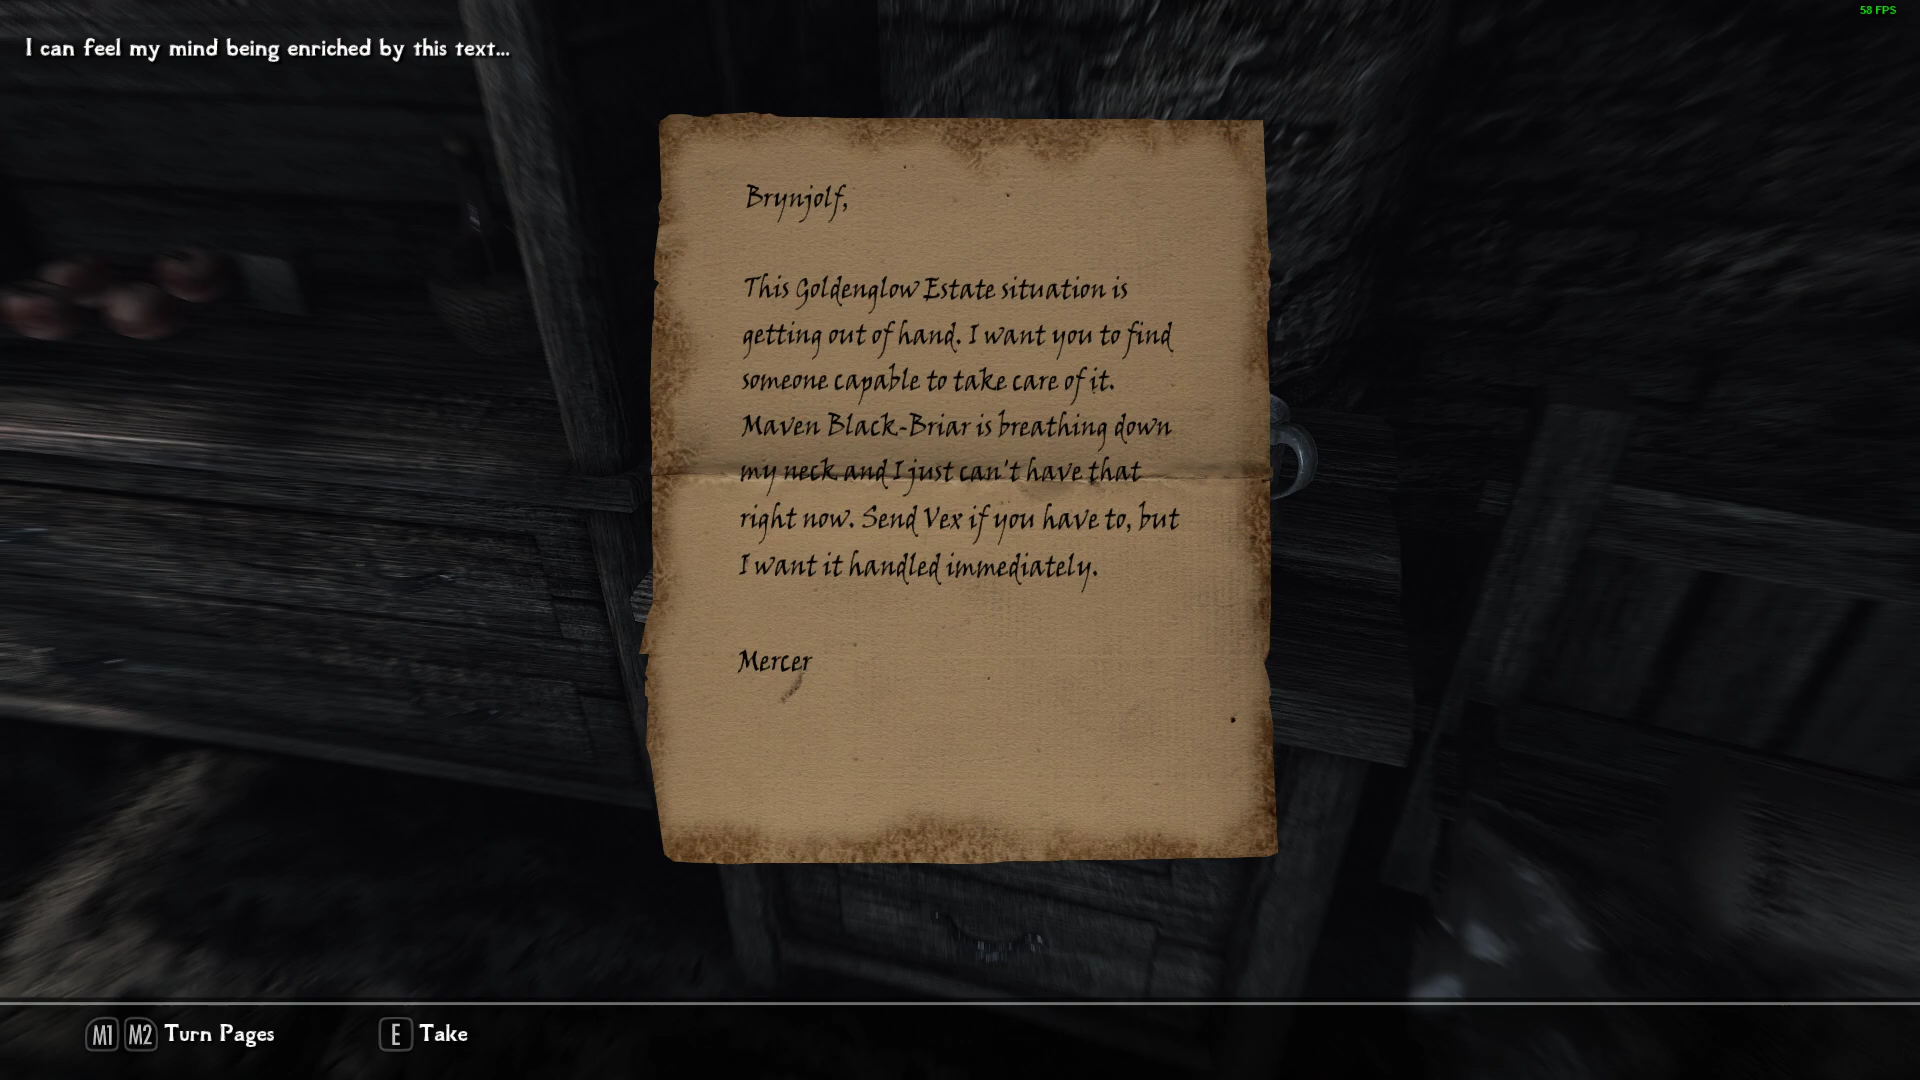 58 FPS
I can feel my mind being enriched by this text...
Brynjolf,
This Goldenglow Estate situation is
getting out of hand. I want you to find
someone capable to take care of it.
Maven Black-Briar is breathing down
my neck and I just can't have that
right now. Send Vex if you have to, but
I want it handled immediately.
Mercer
M1 M2 Turn Pages
E Take